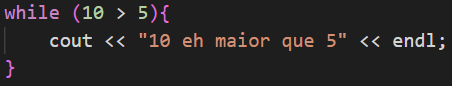 while (10 > 5){
    cout << "10 eh maior que 5" << endl;
}